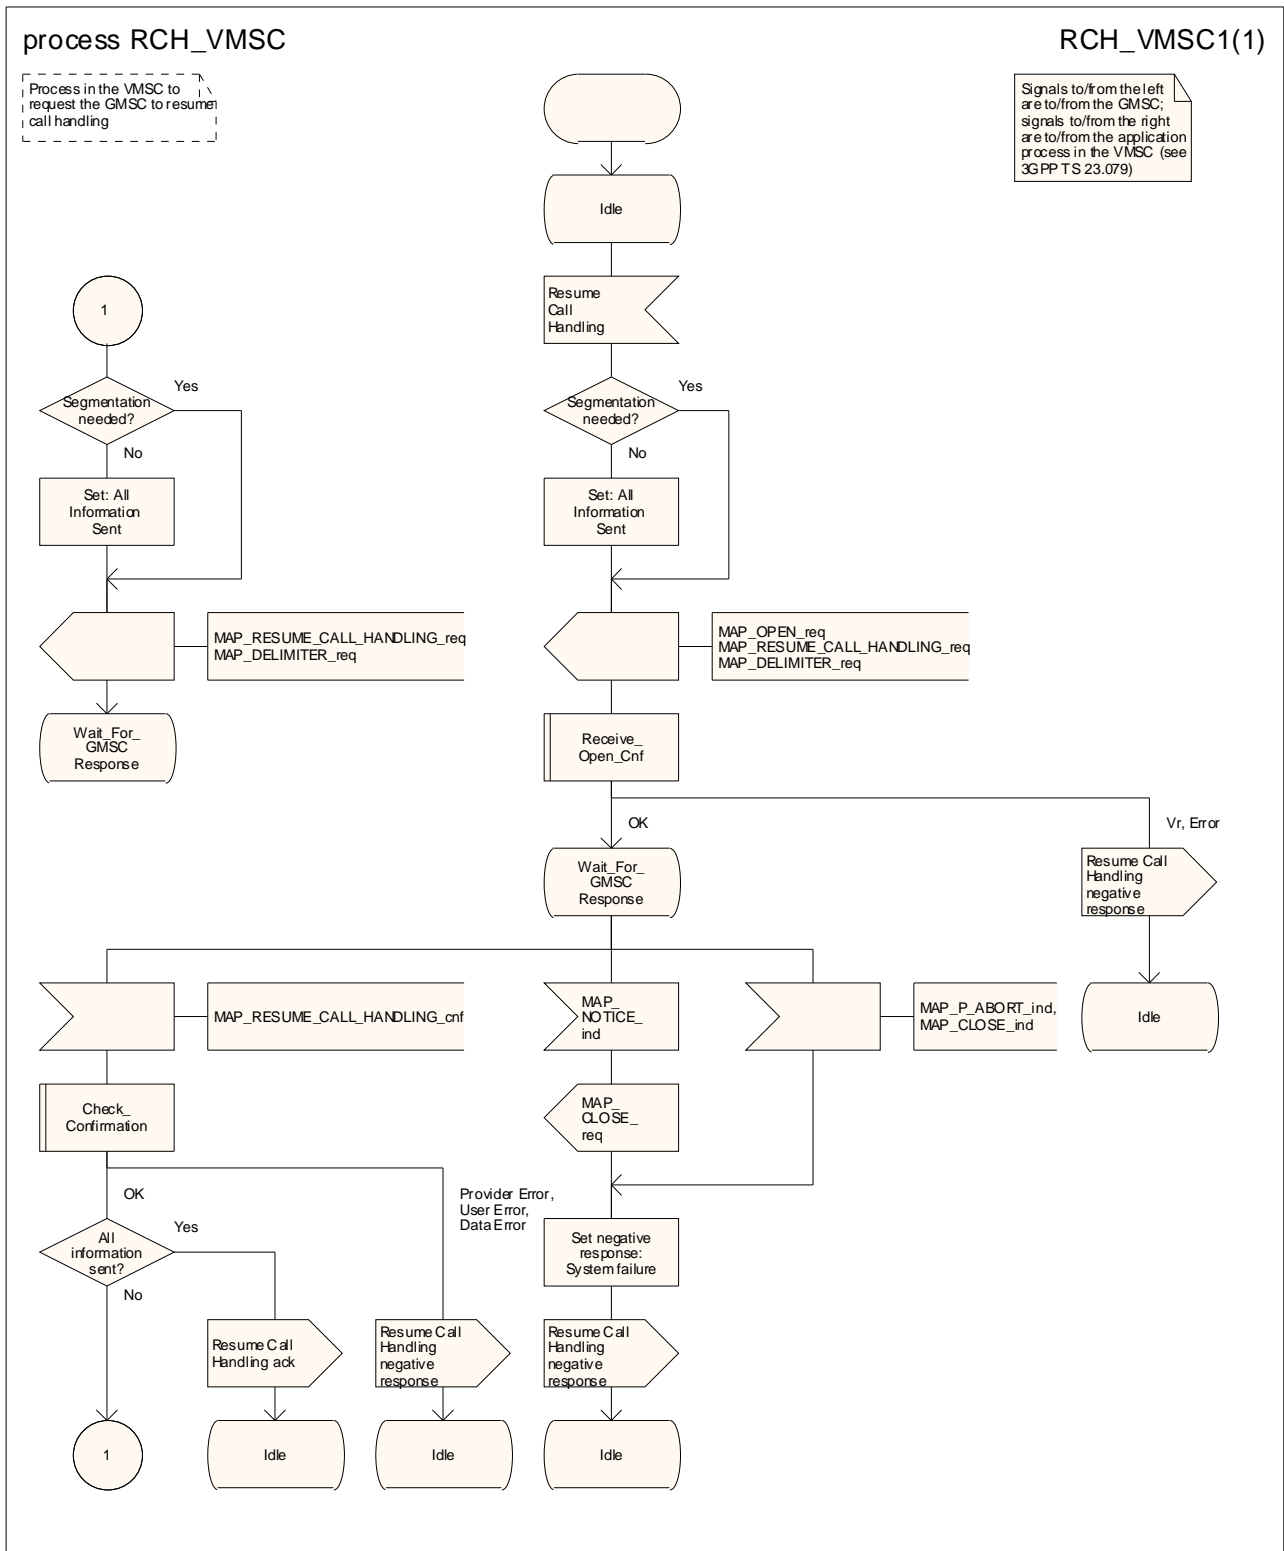 process RCH_VMSC
RCH_VMSC1(1)
Process in the VMSC to
request the GMSC to resume
call handling
Signals to/from the left
are to/from the GMSC;
signals to/from the right
are to/from the application
process in the VMSC (see
3GPP TS 23.079)
Idle
1
Resume
Call
Handling
Segmentation
needed?
Yes
No
Segmentation
needed?
Yes
No
Set: All
Information
Sent
Set: All
Information
Sent
MAP_RESUME_CALL_HANDLING_req
MAP_DELIMITER_req
MAP_OPEN_req
MAP_RESUME_CALL_HANDLING_req
MAP_DELIMITER_req
Wait_For_
GMSC
Response
Receive_
Open_Cnf
OK
Vr, Error
Wait_For_
GMSC
Response
Resume Call
Handling
negative
response
MAP_RESUME_CALL_HANDLING_cnf
MAP_
NOTICE_
ind
MAP_P_ABORT_ind,
MAP_CLOSE_ind
Idle
Check_
Confirmation
MAP_
CLOSE_
req
OK
Provider Error,
User Error,
Data Error
All
information
sent?
Yes
No
Set negative
response:
System failure
Resume Call
Handling ack
Resume Call
Handling
negative
response
Resume Call
Handling
negative
response
1
Idle
Idle
Idle